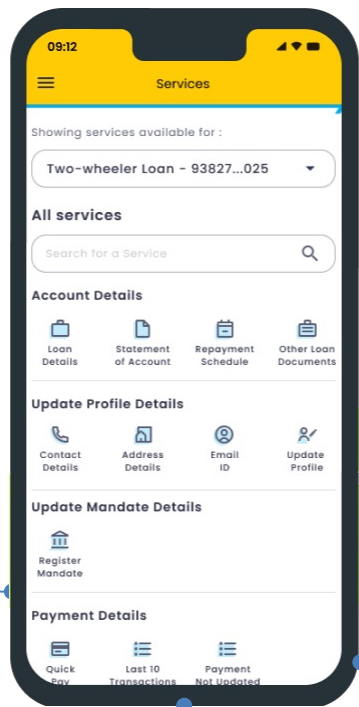 09:12
Services
Showing services available for :
Two-wheeler Loan - 93827...025
All services
Search for a Service
Account Details
Loan Details
Statement of Account
Repayment Schedule
Other Loan Documents
Update Profile Details
Contact Details
Address Details
Email ID
Update Profile
Update Mandate Details
Register Mandate
Payment Details
Quick Pay
Last 10 Transactions
Payment Not Updated